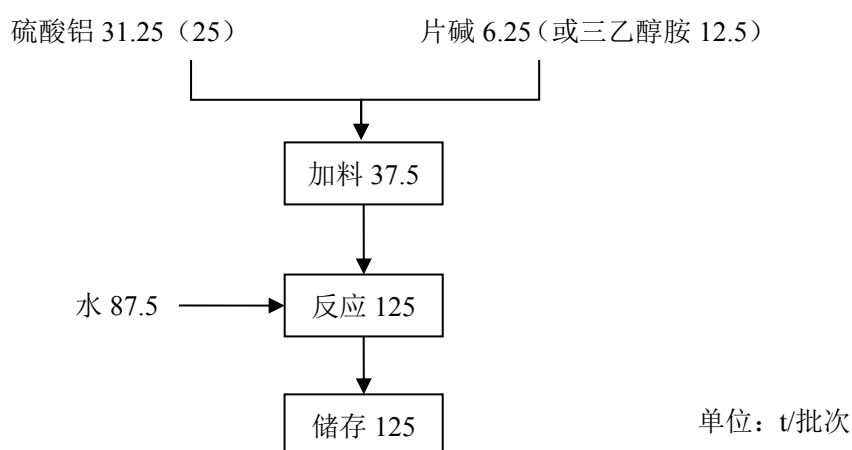 硫酸铝 31.25（25）
片碱 6.25（或三乙醇胺 12.5）
加料 37.5
水 87.5
反应 125
储存 125
单位：t/批次